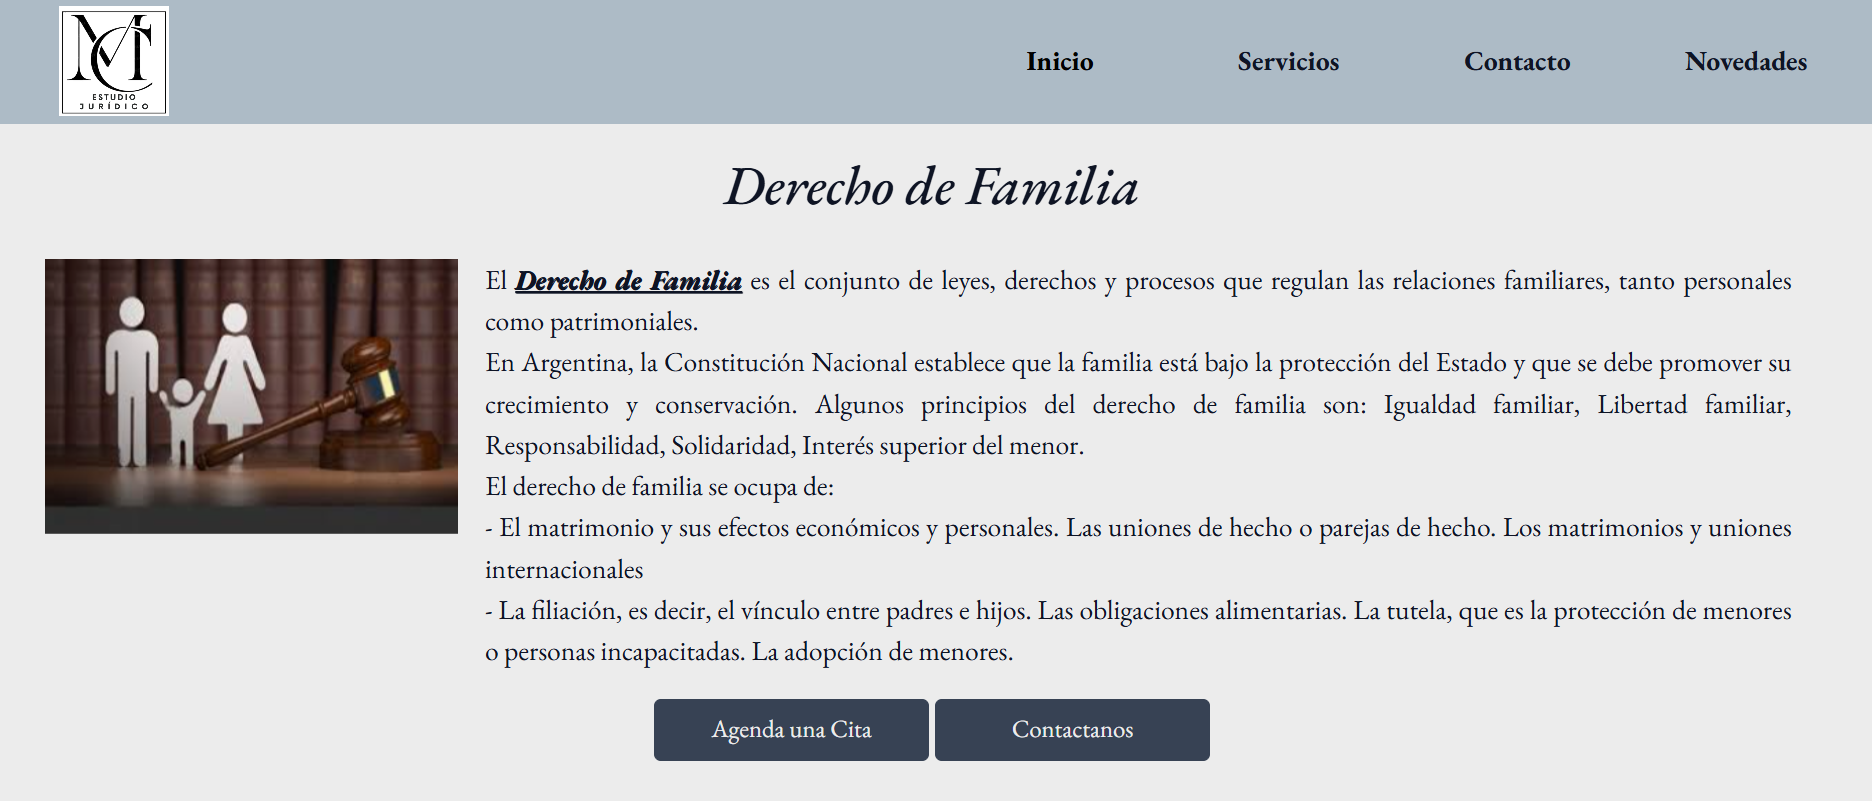 MCT
ESTUDIO
JURÍDICO
Inicio Servicios Contacto Novedades
Derecho de Familia
El Derecho de Familia es el conjunto de leyes, derechos y procesos que regulan las relaciones familiares, tanto personales
como patrimoniales.
En Argentina, la Constitución Nacional establece que la familia está bajo la protección del Estado y que se debe promover su
crecimiento y conservación. Algunos principios del derecho de familia son: Igualdad familiar, Libertad familiar,
Responsabilidad, Solidaridad, Interés superior del menor.
El derecho de familia se ocupa de:
- El matrimonio y sus efectos económicos y personales. Las uniones de hecho o parejas de hecho. Los matrimonios y uniones
internacionales
- La filiación, es decir, el vínculo entre padres e hijos. Las obligaciones alimentarias. La tutela, que es la protección de menores
o personas incapacitadas. La adopción de menores.
Agenda una Cita Contactanos